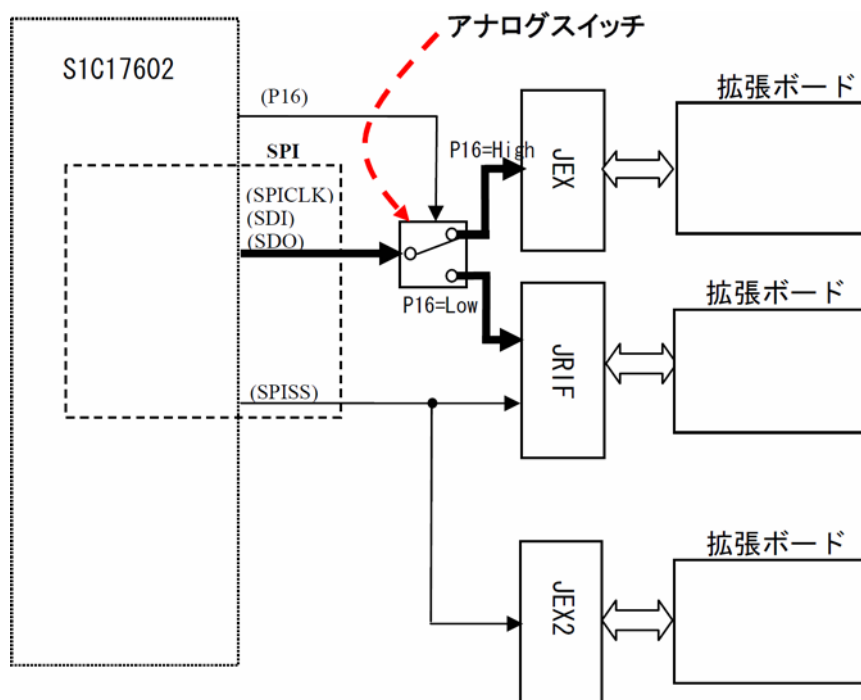 アナログスイッチ
S1C17602
(P16)
拡張ボード
P16=High
JEX
SPI
(SPICLK)
(SDI)
(SDO)
P16=Low
拡張ボード
JRIF
(SPISS)
拡張ボード
JEX2